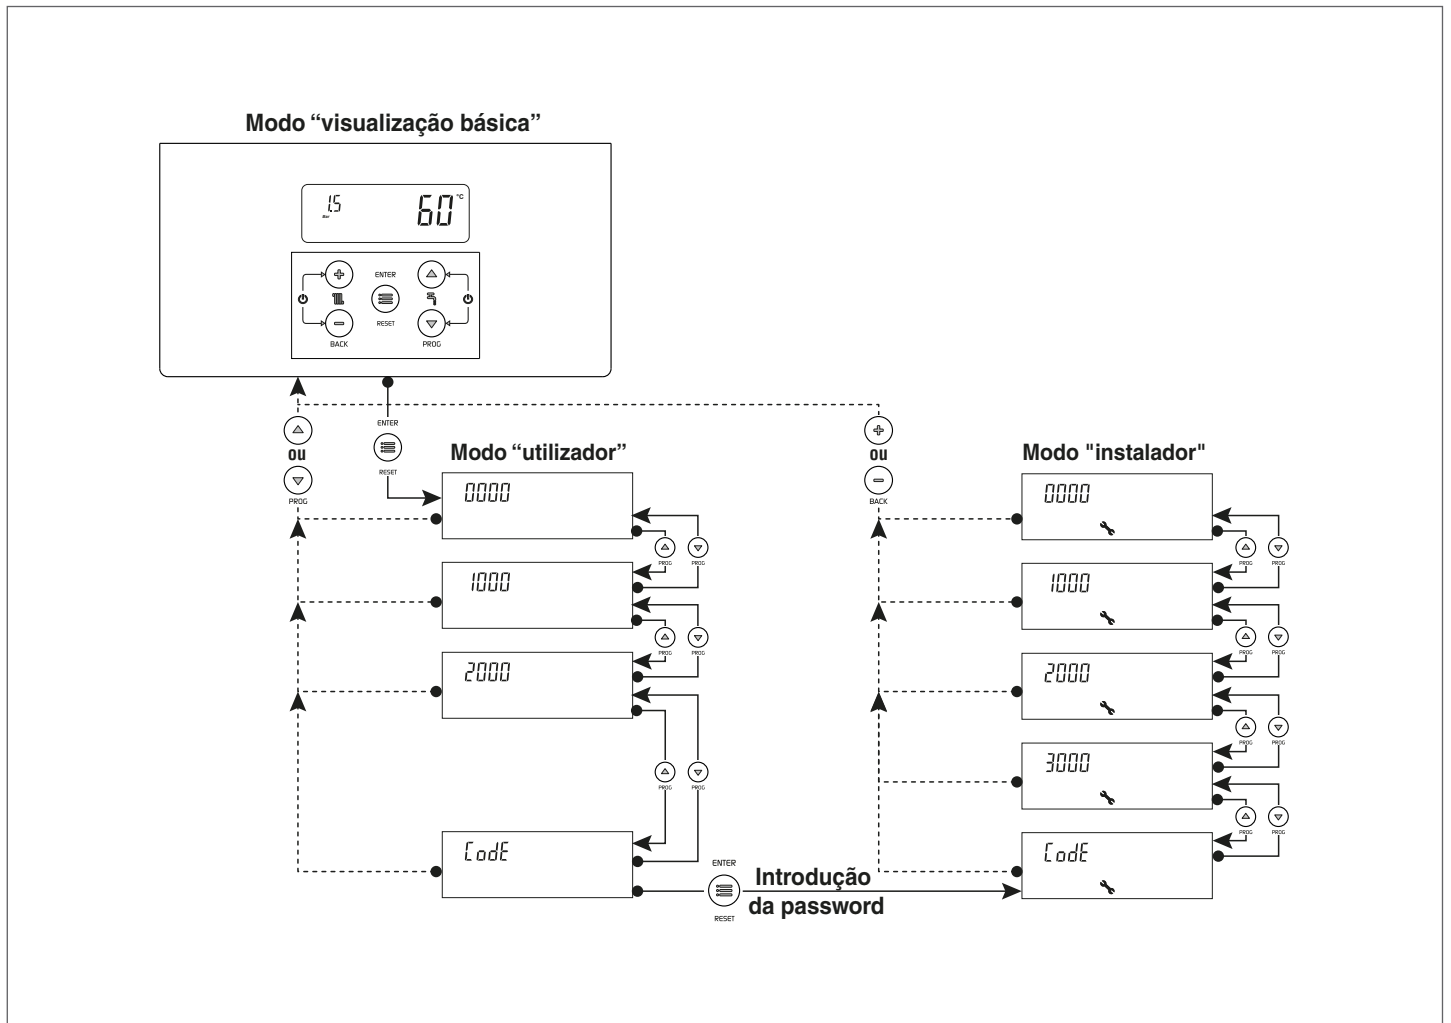 Modo “visualização básica”
1.5
Bar
60 °C
ENTER
RESET
BACK
PROG
ENTER
RESET
ou
PROG
ou
BACK
Modo “utilizador”
0000
PROG PROG
1000
PROG PROG
2000
PROG PROG
CodE
ENTER
RESET
Introdução
da password
Modo "instalador"
0000
PROG PROG
1000
PROG PROG
2000
PROG PROG
3000
PROG PROG
CodE